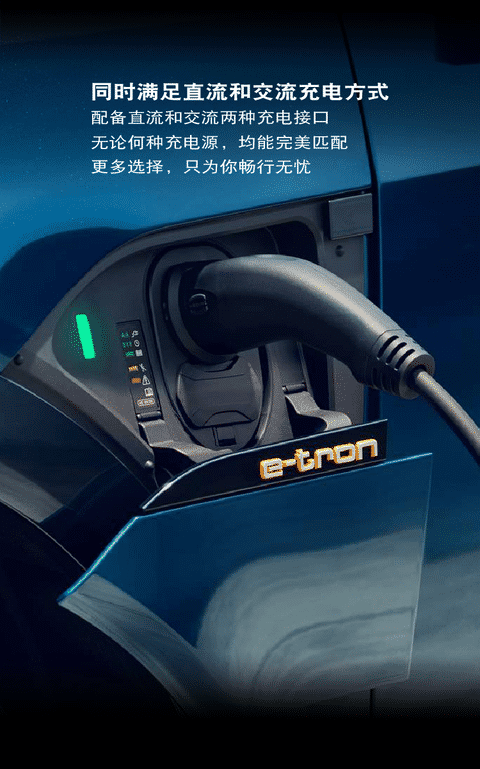 同时满足直流和交流充电方式
配备直流和交流两种充电接口
无论何种充电源，均能完美匹配
更多选择，只为你畅行无忧
e-tron